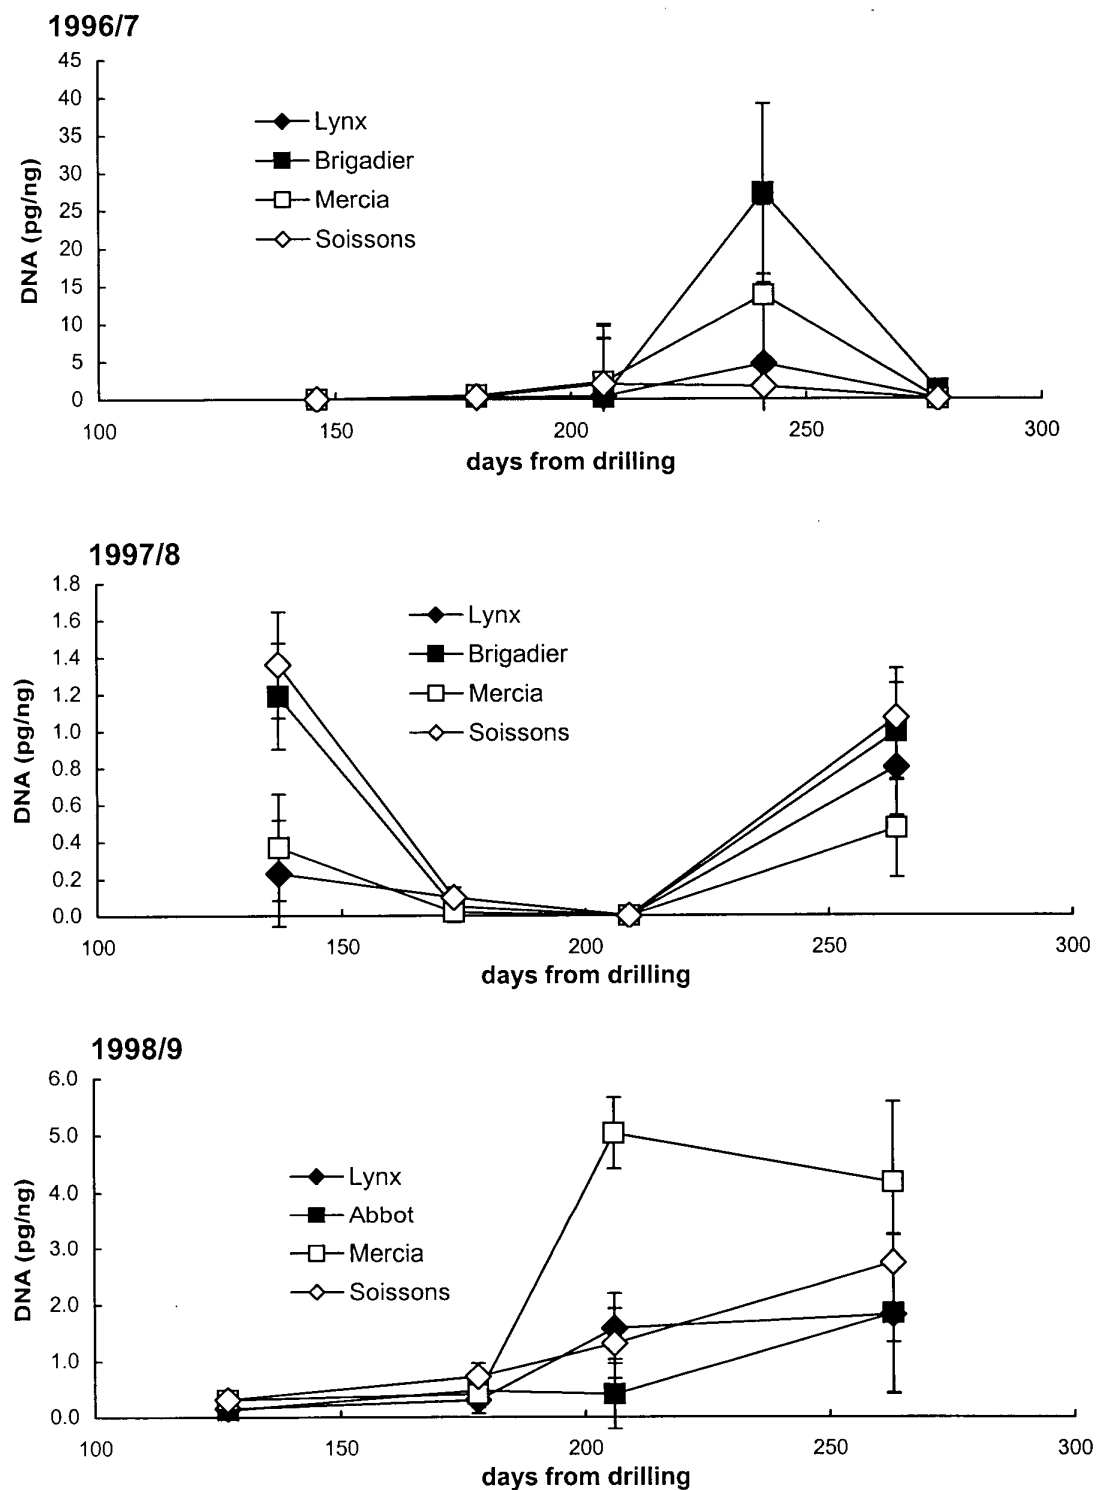 1996/7
45
40
35
30
25
20
15
10
5
0
DNA (pg/ng)
Lynx
Brigadier
Mercia
Soissons
100 150 200 250 300
days from drilling
1997/8
1.8
1.6
1.4
1.2
1.0
0.8
0.6
0.4
0.2
0.0
DNA (pg/ng)
Lynx
Brigadier
Mercia
Soissons
100 150 200 250 300
days from drilling
1998/9
6.0
5.0
4.0
3.0
2.0
1.0
0.0
DNA (pg/ng)
Lynx
Abbot
Mercia
Soissons
100 150 200 250 300
days from drilling